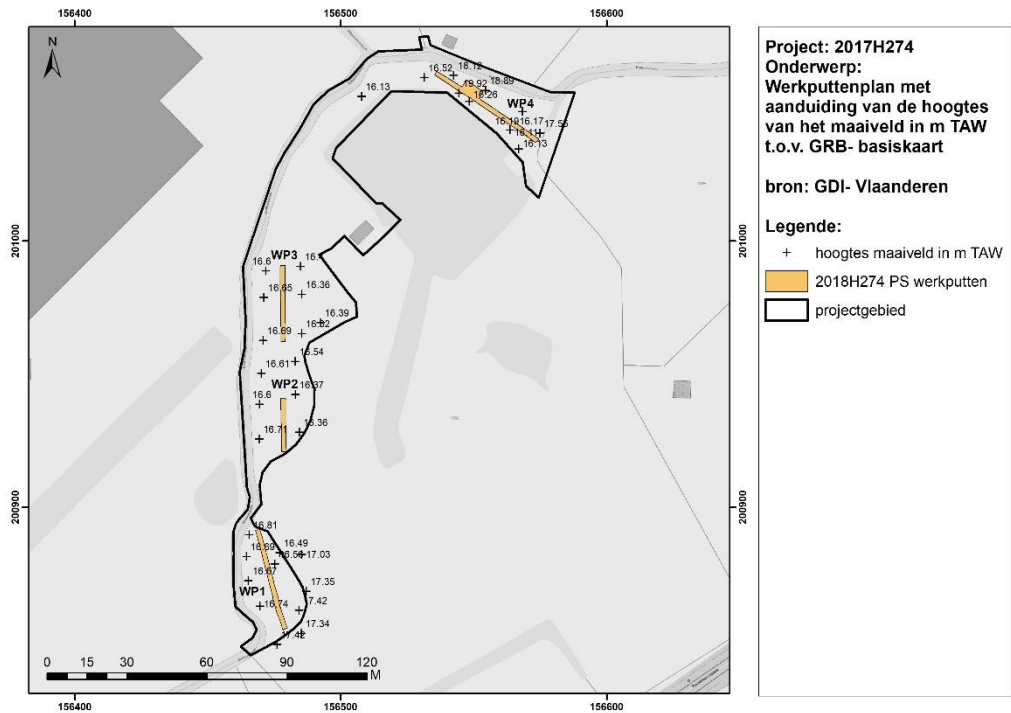 156400
156500
156600
N
16.52
18.12
16.13
19.92
18.89
16.26
WP4
16.17
17.55
16.13
201000
201000
WP3
16.6
16.65
16.36
16.39
16.69
16.61
WP2
16.6
16.37
16.71
200900
200900
16.81
16.69
16.49
17.03
16.67
WP1
17.35
16.74
17.42
17.34
17.42
0 15 30 60 90 120
M
156400
156500
156600
Project: 2017H274
Onderwerp:
Werkputtenplan met
aanduiding van de hoogtes
van het maaiveld in m TAW
t.o.v. GRB- basiskaart
bron: GDI- Vlaanderen
Legende:
hoogtes maaiveld in m TAW
2018H274 PS werkputten
projectgebied